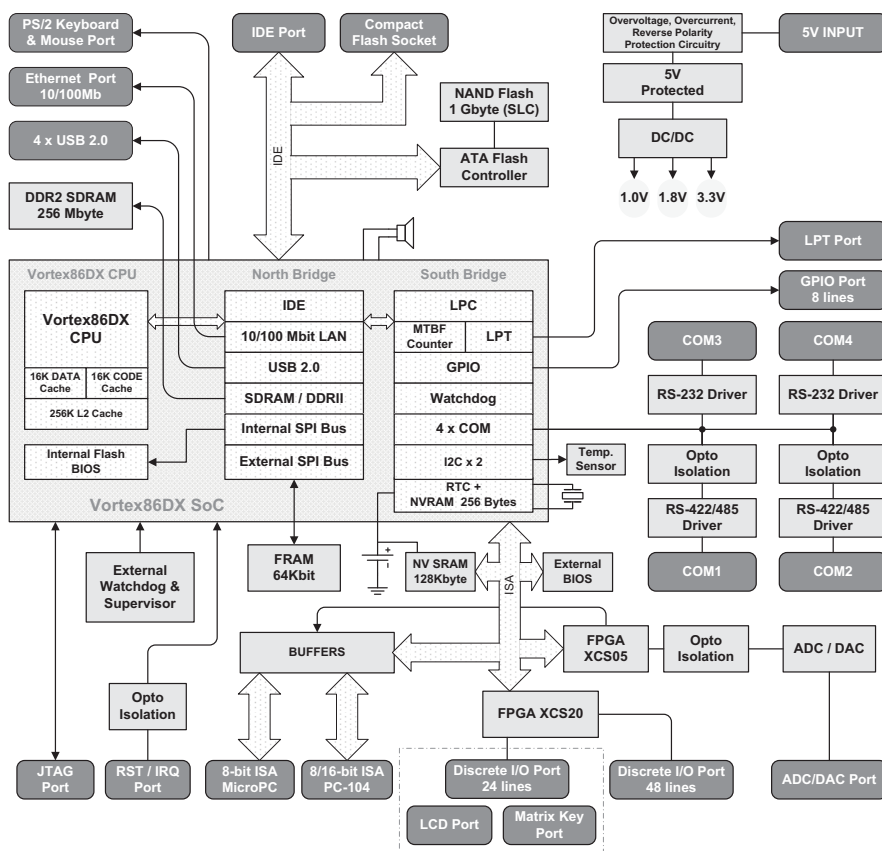 PS/2 Keyboard
& Mouse Port
Ethernet Port
10/100Mb
4 x USB 2.0
DDR2 SDRAM
256 Mbyte
IDE Port
Compact
Flash Socket
IDE
NAND Flash
1 Gbyte (SLC)
ATA Flash
Controller
Overvoltage, Overcurrent,
Reverse Polarity
Protection Circuitry
5V INPUT
5V
Protected
DC/DC
1.0V
1.8V
3.3V
LPT Port
GPIO Port
8 lines
Vortex86DX CPU
North Bridge
South Bridge
Vortex86DX
CPU
16K DATA
Cache
16K CODE
Cache
256K L2 Cache
Internal Flash
BIOS
Vortex86DX SoC
IDE
10/100 Mbit LAN
USB 2.0
SDRAM / DDRII
Internal SPI Bus
External SPI Bus
LPC
MTBF
Counter
LPT
GPIO
Watchdog
4 x COM
I2C x 2
RTC +
NVRAM 256 Bytes
Temp.
Sensor
COM3
COM4
RS-232 Driver
RS-232 Driver
Opto
Isolation
Opto
Isolation
RS-422/485
Driver
RS-422/485
Driver
COM1
COM2
External
Watchdog &
Supervisor
FRAM
64Kbit
+
NV SRAM
128Kbyte
ISA
External
BIOS
BUFFERS
FPGA
XCS05
Opto
Isolation
ADC / DAC
Opto
Isolation
FPGA XCS20
JTAG
Port
RST / IRQ
Port
8-bit ISA
MicroPC
8/16-bit ISA
PC-104
Discrete I/O Port
24 lines
Discrete I/O Port
48 lines
ADC/DAC Port
LCD Port
Matrix Key
Port